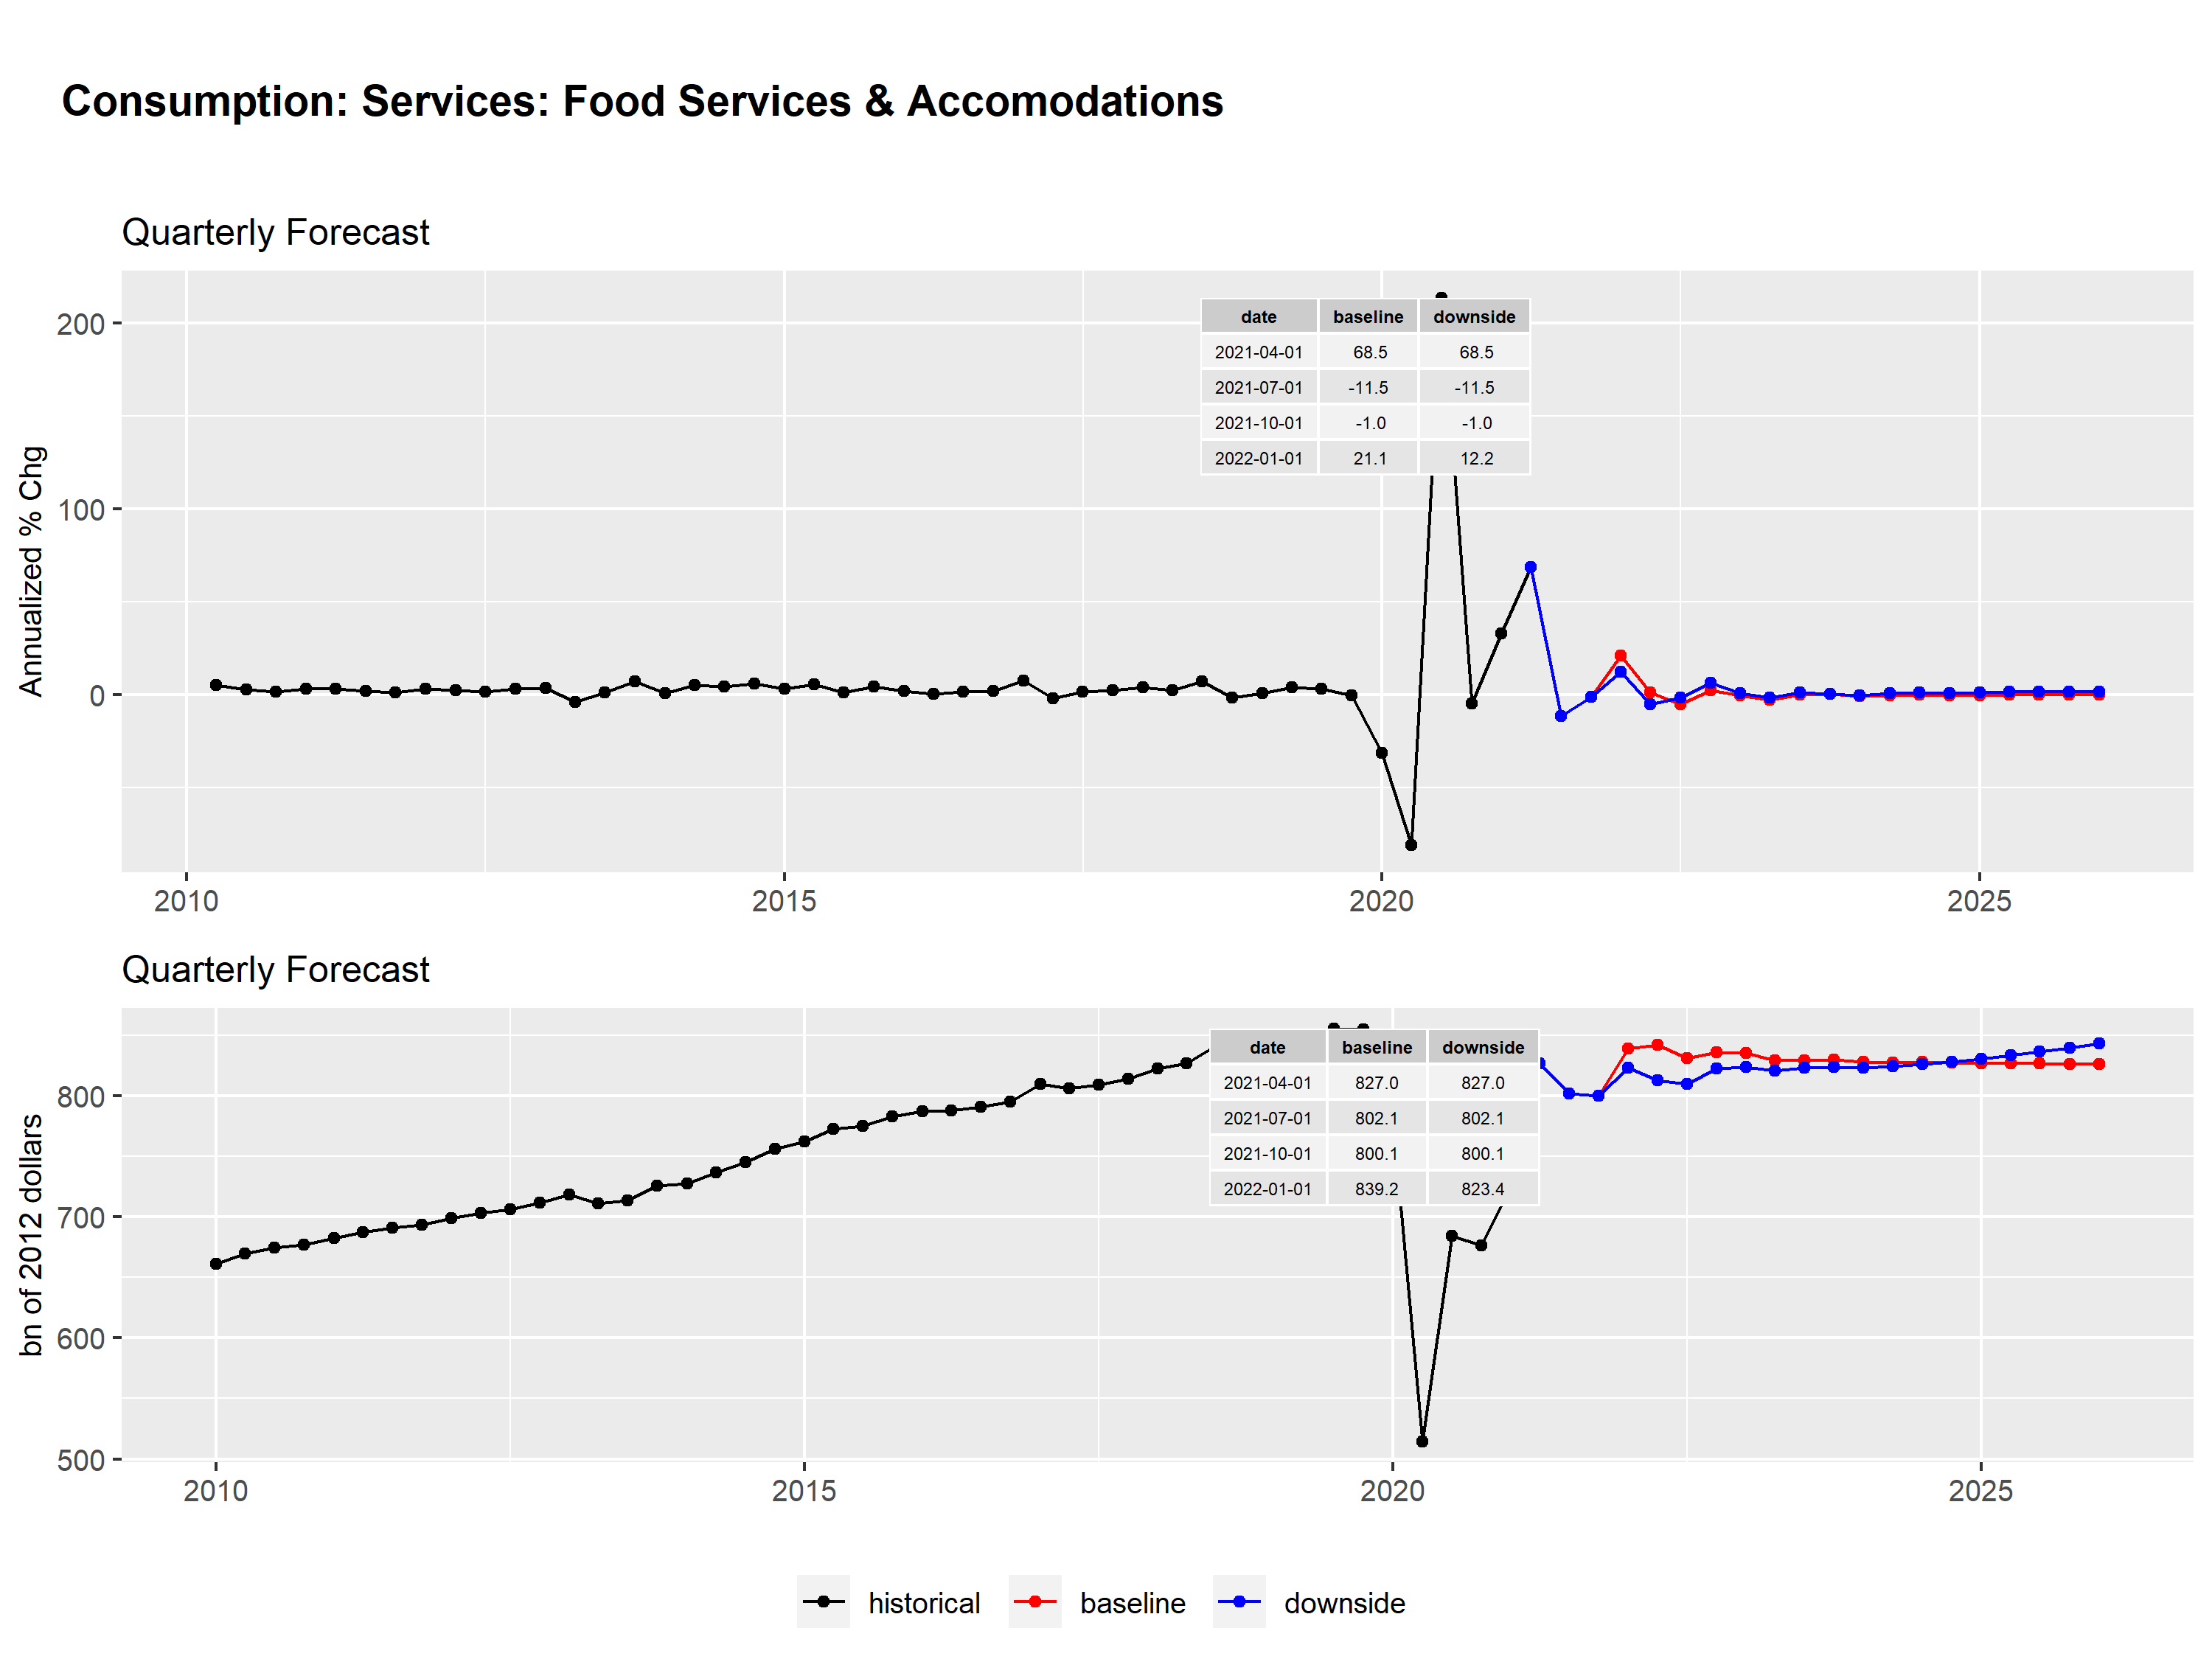 Consumption: Services: Food Services & Accomodations
Quarterly Forecast
Annualized % Chg
200
100
0
date baseline downside
2021-04-01 68.5 68.5
2021-07-01 -11.5 -11.5
2021-10-01 -1.0 -1.0
2022-01-01 21.1 12.2
2010 2015 2020 2025
Quarterly Forecast
bn of 2012 dollars
800
700
600
500
date baseline downside
2021-04-01 827.0 827.0
2021-07-01 802.1 802.1
2021-10-01 800.1 800.1
2022-01-01 839.2 823.4
2010 2015 2020 2025
historical baseline downside